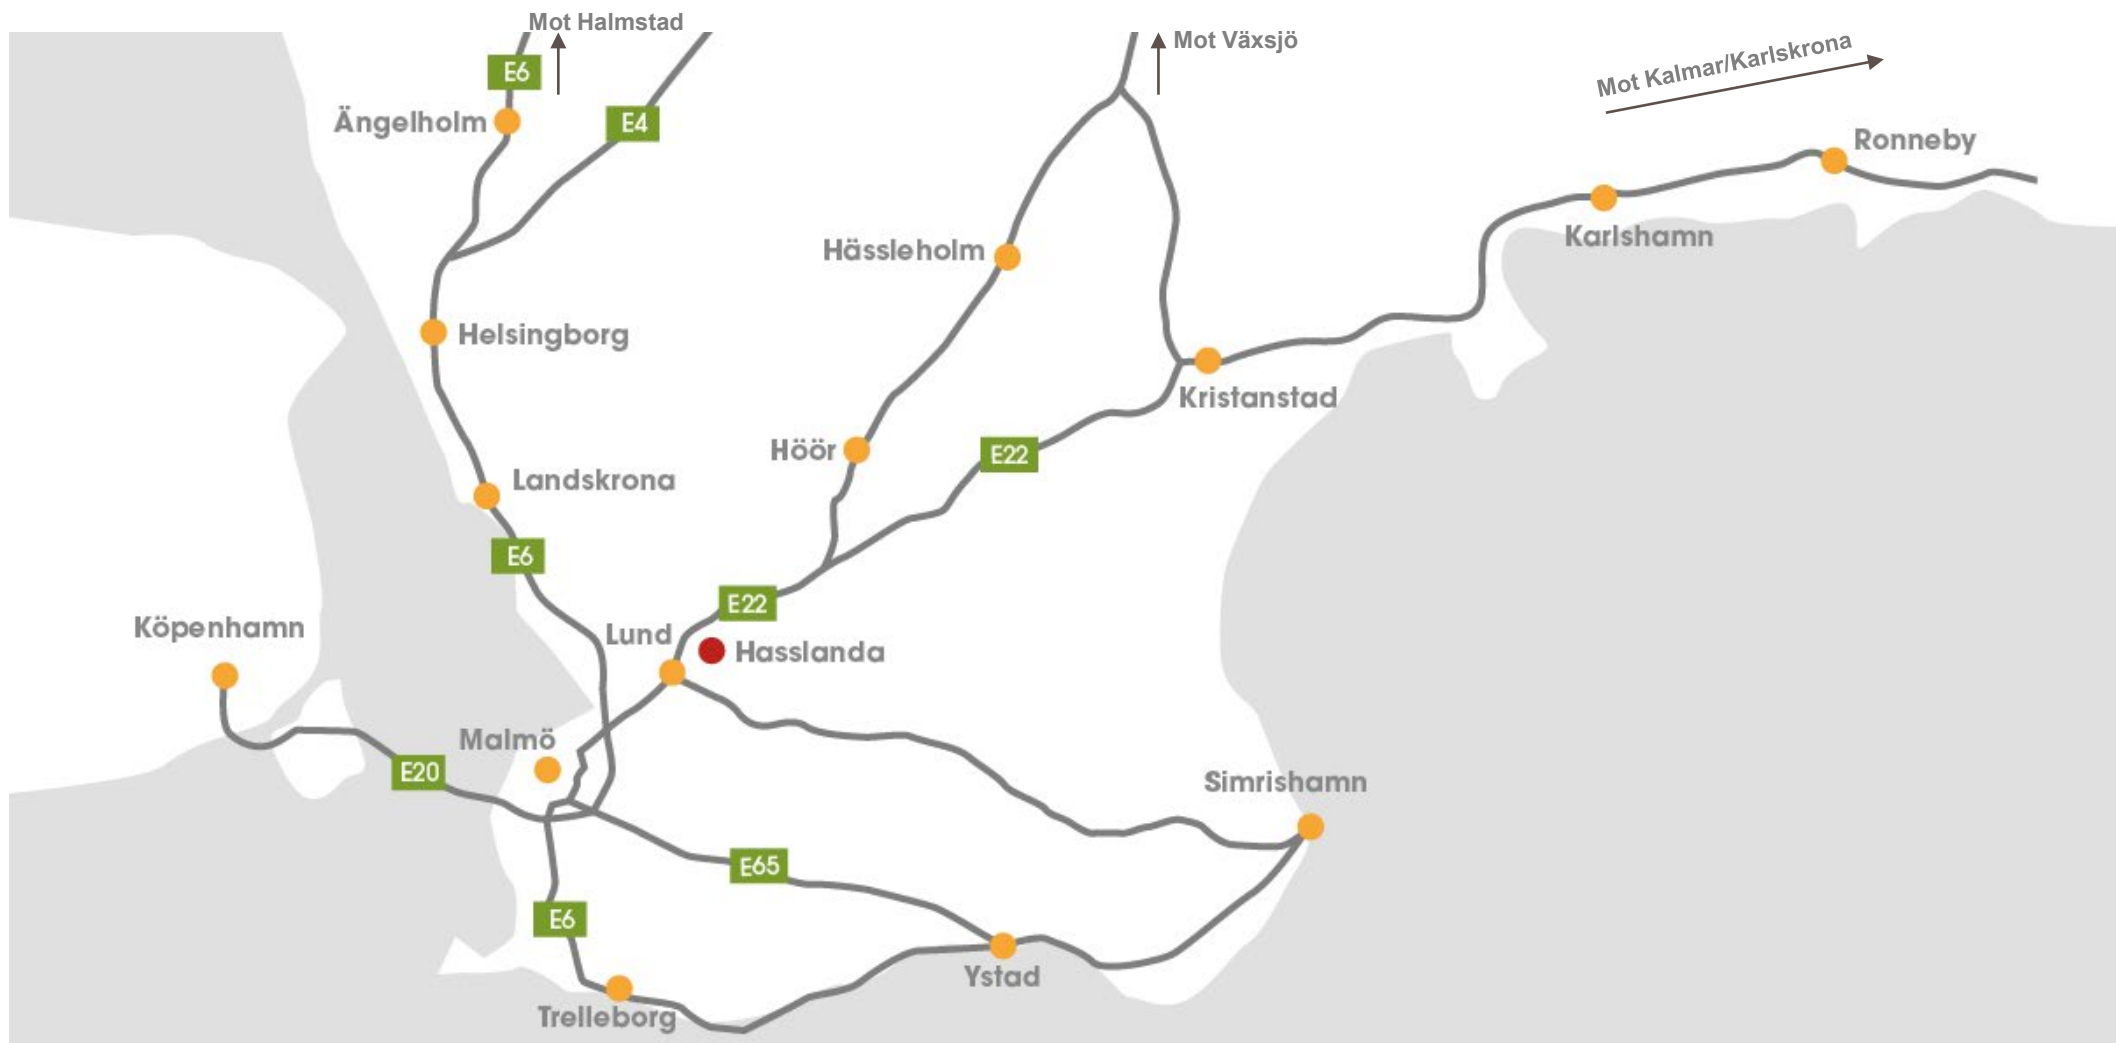 Mot Halmstad
Mot Växsjö
Mot Kalmar/Karlskrona
E6
Ängelholm
E4
Ronneby
Karlshamn
Hässleholm
Helsingborg
Kristanstad
Höör
E22
Landskrona
E6
E22
Köpenhamn
Lund
Hasslanda
Malmö
E20
Simrishamn
E65
E6
Ystad
Trelleborg